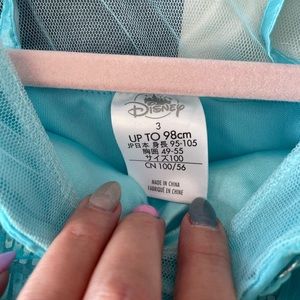 Disney
3
UP TO 98cm
JP日本 身長 95-105
胸囲 49-55
サイズ100
CN 100/56
MADE IN CHINA
FABRIQUÉ EN CHINE